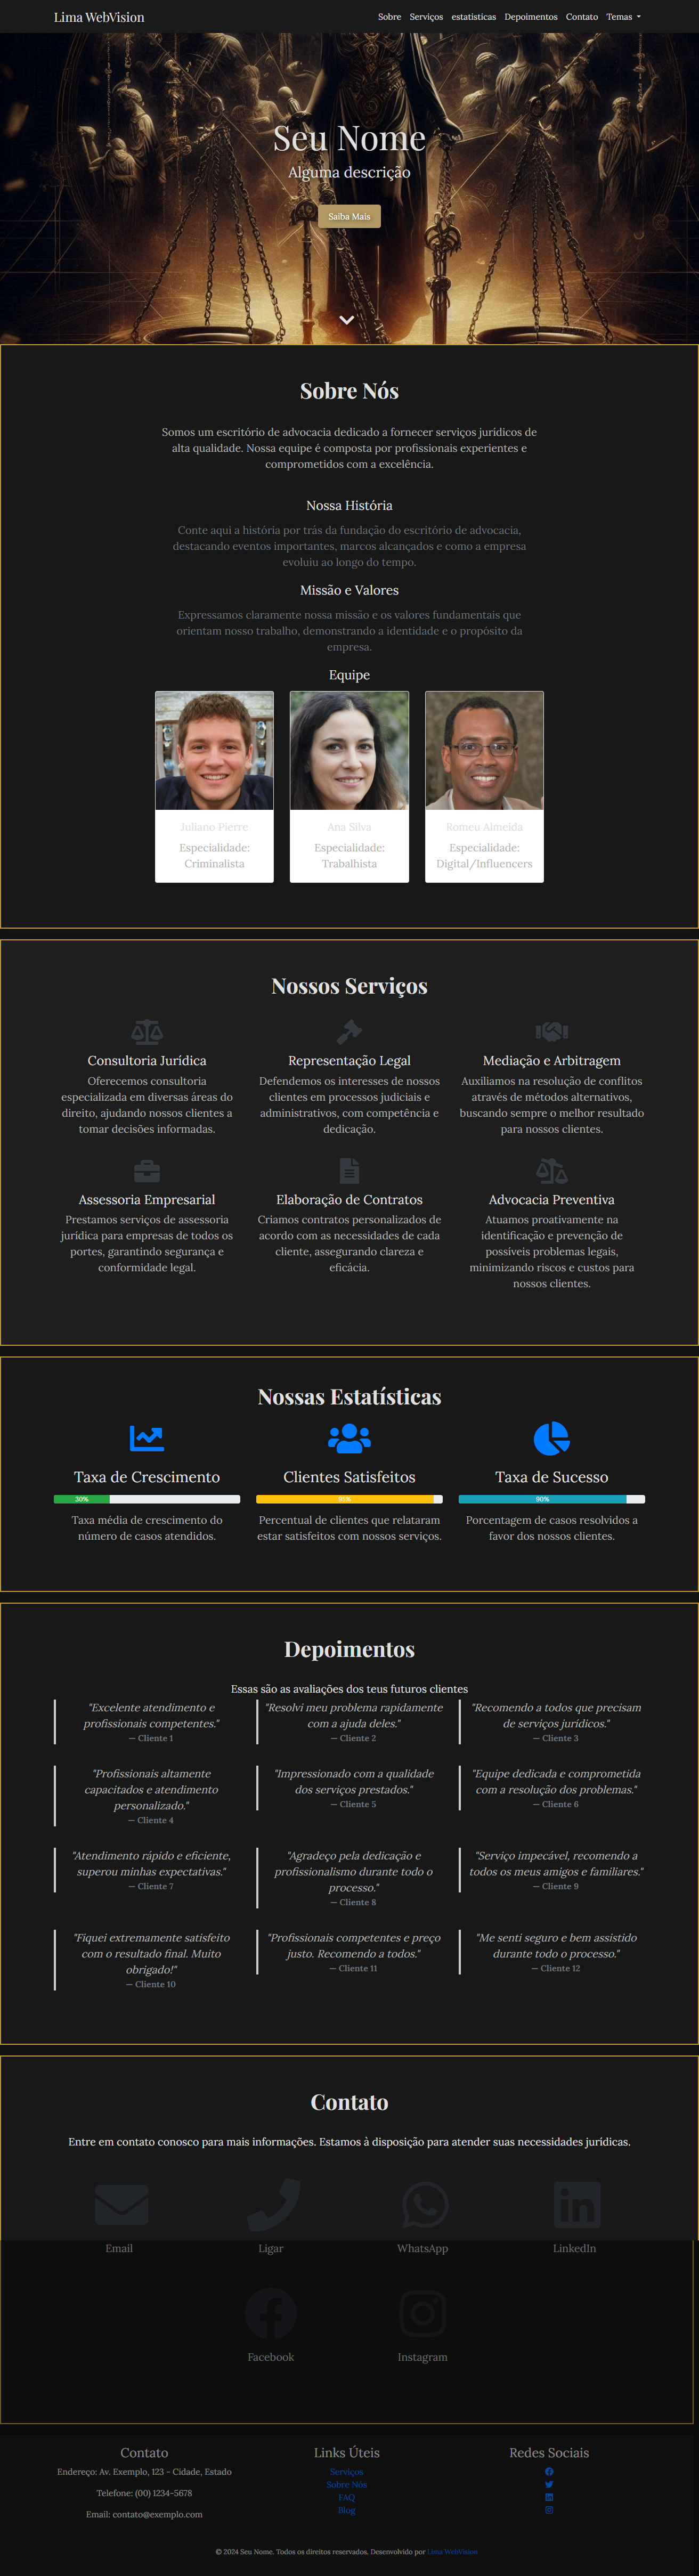 Lima WebVision
Sobre Serviços estatisticas Depoimentos Contato Temas
Seu Nome
Alguma descrição
Saiba Mais
Sobre Nós
Somos um escritório de advocacia dedicado a fornecer serviços jurídicos de
alta qualidade. Nossa equipe é composta por profissionais experientes e
comprometidos com a excelência.
Nossa História
Conte aqui a história por trás da fundação do escritório de advocacia,
destacando eventos importantes, marcos alcançados e como a empresa
evoluiu ao longo do tempo.
Missão e Valores
Expressamos claramente nossa missão e os valores fundamentais que
orientam nosso trabalho, demonstrando a identidade e o propósito da
empresa.
Equipe
Juliano Pierre
Especialidade:
Criminalista
Ana Silva
Especialidade:
Trabalhista
Romeu Almeida
Especialidade:
Digital/Influencers
Nossos Serviços
Consultoria Jurídica
Oferecemos consultoria
especializada em diversas áreas do
direito, ajudando nossos clientes a
tomar decisões informadas.
Representação Legal
Defendemos os interesses de nossos
clientes em processos judiciais e
administrativos, com competência e
dedicação.
Mediação e Arbitragem
Auxiliamos na resolução de conflitos
através de métodos alternativos,
buscando sempre o melhor resultado
para nossos clientes.
Assessoria Empresarial
Prestamos serviços de assessoria
jurídica para empresas de todos os
portes, garantindo segurança e
conformidade legal.
Elaboração de Contratos
Criamos contratos personalizados de
acordo com as necessidades de cada
cliente, assegurando clareza e
eficácia.
Advocacia Preventiva
Atuamos proativamente na
identificação e prevenção de
possíveis problemas legais,
minimizando riscos e custos para
nossos clientes.
Nossas Estatísticas
Taxa de Crescimento
30%
Taxa média de crescimento do
número de casos atendidos.
Clientes Satisfeitos
95%
Percentual de clientes que relataram
estar satisfeitos com nossos serviços.
Taxa de Sucesso
90%
Porcentagem de casos resolvidos a
favor dos nossos clientes.
Depoimentos
Essas são as avaliações dos teus futuros clientes
"Excelente atendimento e
profissionais competentes."
— Cliente 1
"Resolvi meu problema rapidamente
com a ajuda deles."
— Cliente 2
"Recomendo a todos que precisam
de serviços jurídicos."
— Cliente 3
"Profissionais altamente
capacitados e atendimento
personalizado."
— Cliente 4
"Impressionado com a qualidade
dos serviços prestados."
— Cliente 5
"Equipe dedicada e comprometida
com a resolução dos problemas."
— Cliente 6
"Atendimento rápido e eficiente,
superou minhas expectativas."
— Cliente 7
"Agradeço pela dedicação e
profissionalismo durante todo o
processo."
— Cliente 8
"Serviço impecável, recomendo a
todos os meus amigos e familiares."
— Cliente 9
"Fiquei extremamente satisfeito
com o resultado final. Muito
obrigado!"
— Cliente 10
"Profissionais competentes e preço
justo. Recomendo a todos."
— Cliente 11
"Me senti seguro e bem assistido
durante todo o processo."
— Cliente 12
Contato
Entre em contato conosco para mais informações. Estamos à disposição para atender suas necessidades jurídicas.
Email
Ligar
WhatsApp
LinkedIn
Facebook
Instagram
Contato
Endereço: Av. Exemplo, 123 - Cidade, Estado
Telefone: (00) 1234-5678
Email: contato@exemplo.com
Links Úteis
Serviços
Sobre Nós
FAQ
Blog
Redes Sociais
© 2024 Seu Nome. Todos os direitos reservados. Desenvolvido por Lima WebVision.